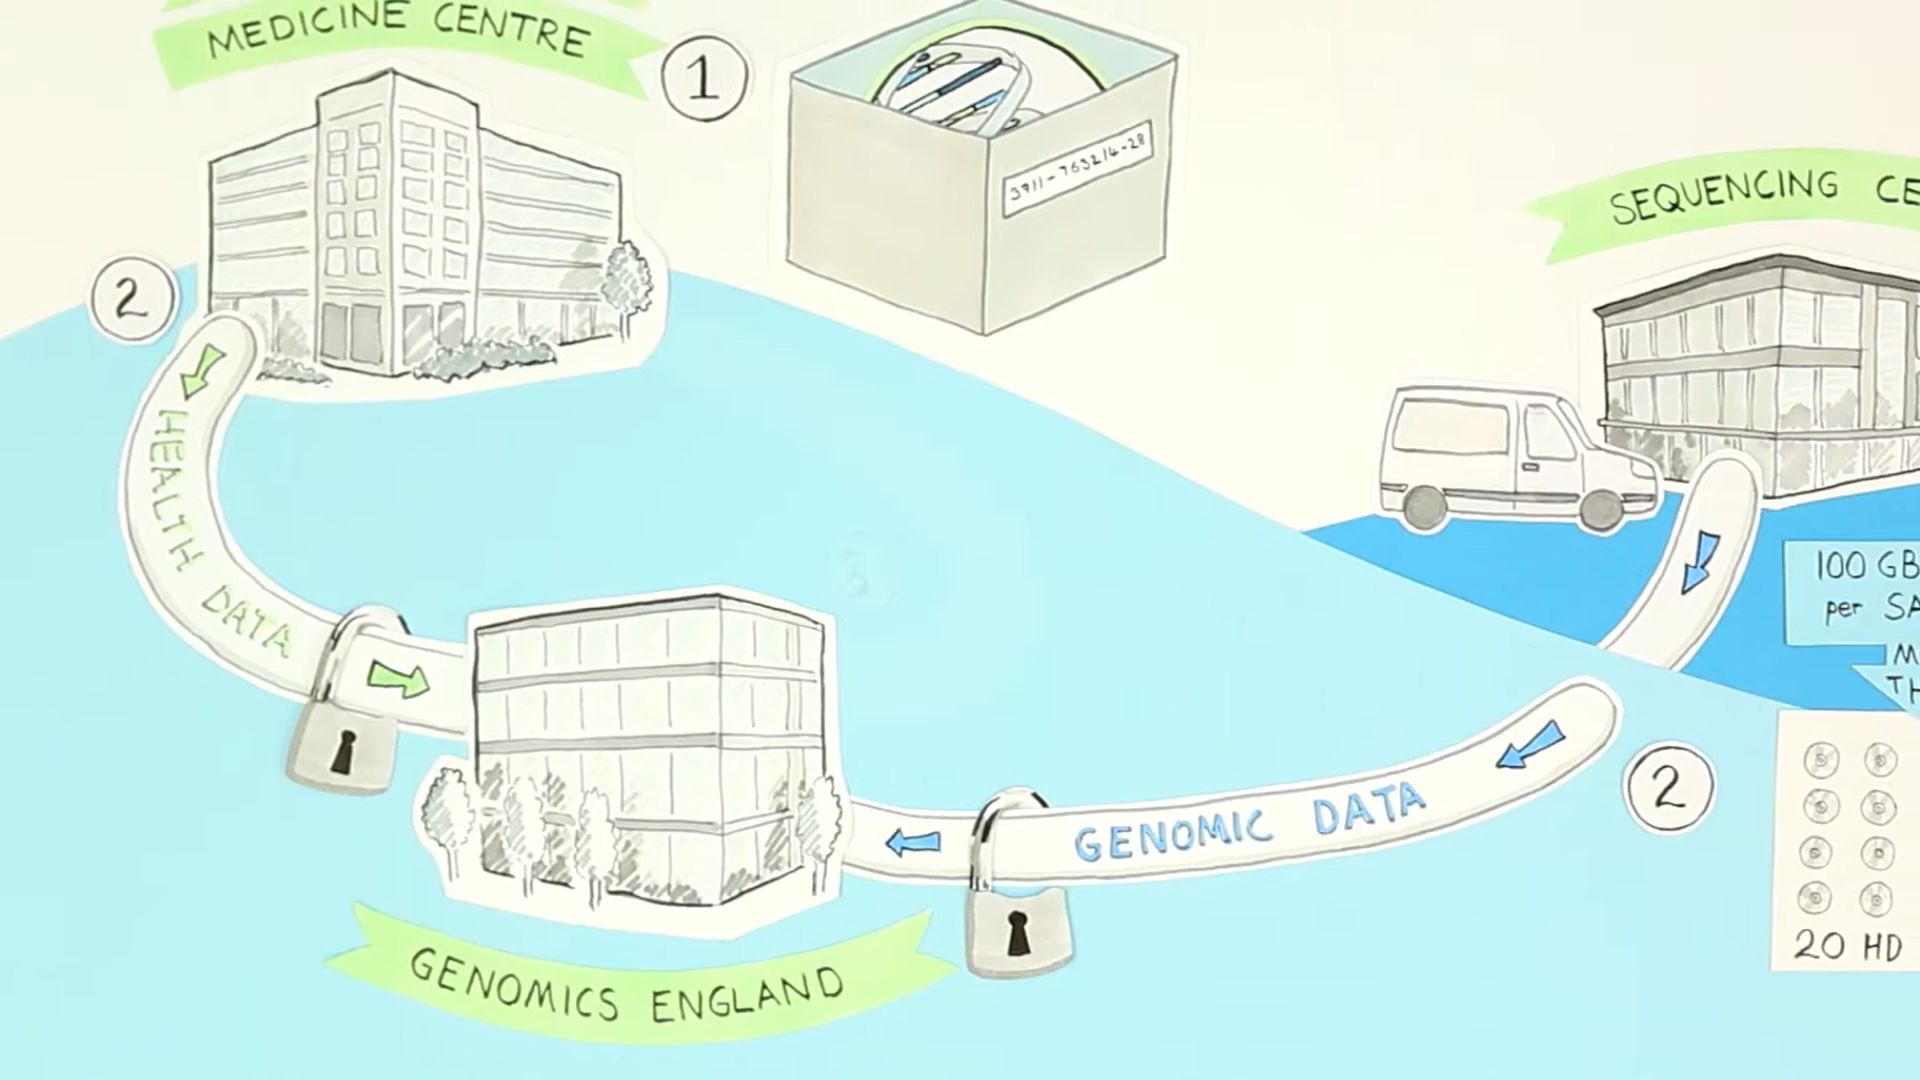 MEDICINE CENTRE
1
3911-763214-28
SEQUENCING CE
2
HEALTH DATA
100 GB
per SA
M
TH
3
GENOMIC DATA
2
20 HD
GENOMICS ENGLAND